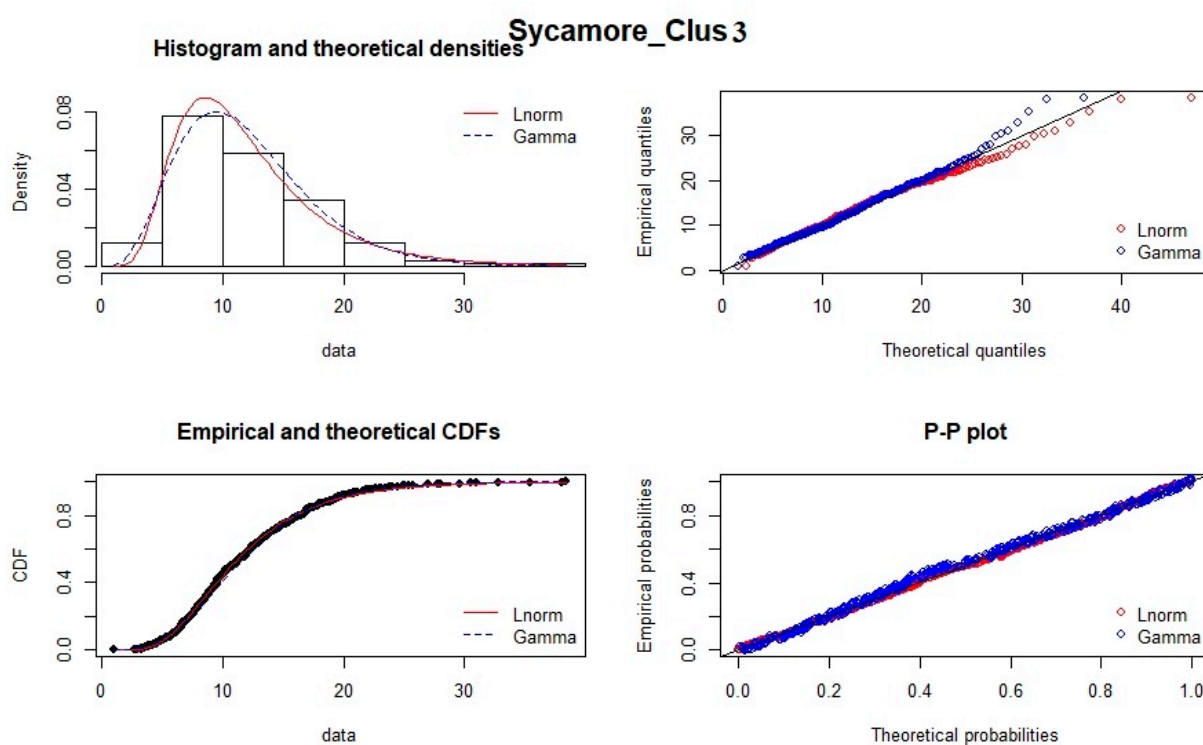 Sycamore_Clus 3
Histogram and theoretical densities
Density
0.00 0.04 0.08
Lnorm
Gamma
0 10 20 30
data
Empirical quantiles
0 10 20 30
Lnorm
Gamma
0 10 20 30 40
Theoretical quantiles
Empirical and theoretical CDFs
CDF
0.0 0.4 0.8
Lnorm
Gamma
0 10 20 30
data
P-P plot
Empirical probabilities
0.0 0.4 0.8
Lnorm
Gamma
0.0 0.2 0.4 0.6 0.8 1.0
Theoretical probabilities